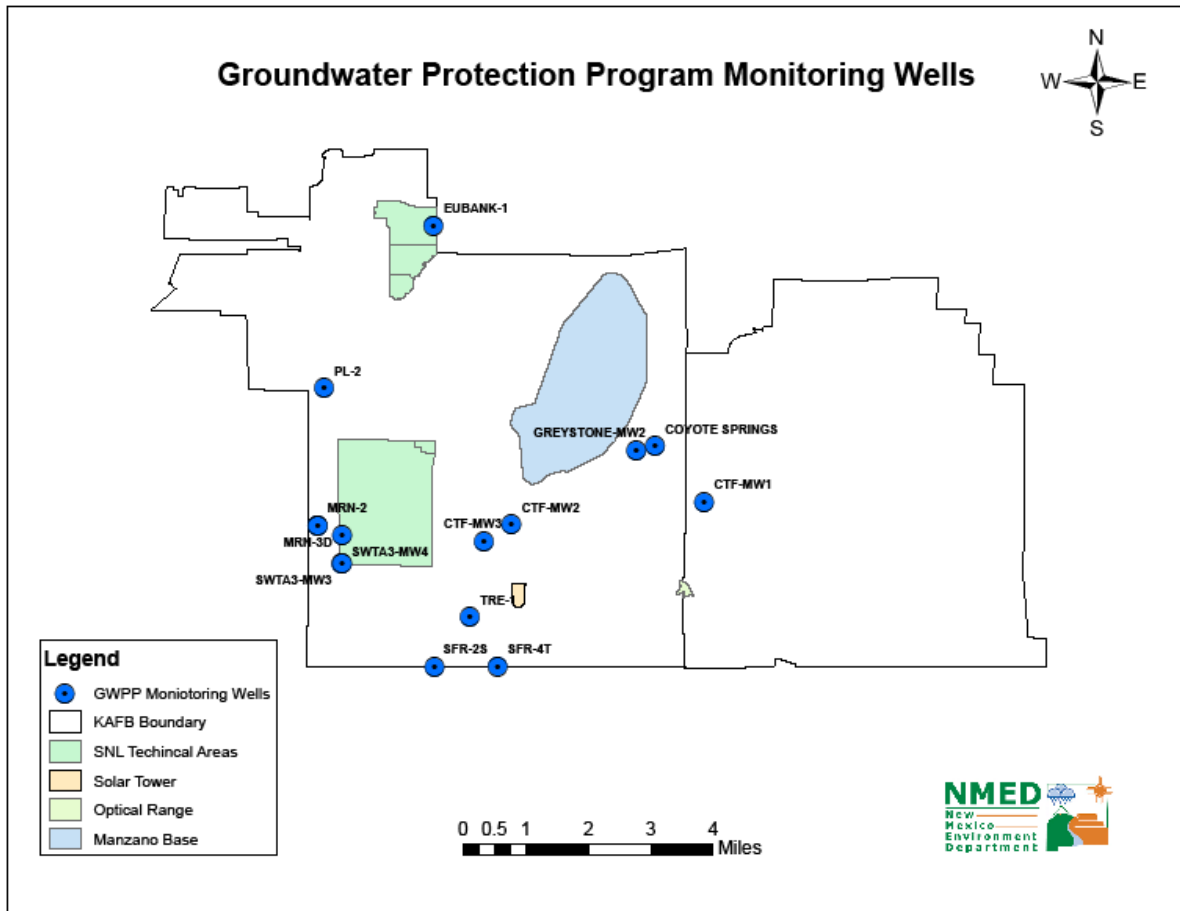 Groundwater Protection Program Monitoring Wells
N
W
E
S
EUBANK-1
PL-2
GREYSTONE-MW2
COYOTE SPRINGS
CTF-MW1
MRN-2
CTF-MW2
CTF-MW3
MRN-3D
SWTA3-MW4
SWTA3-MW3
TRE-1
SFR-2S
SFR-4T
Legend
GWPP Moniotoring Wells
KAFB Boundary
SNL Techincal Areas
Solar Tower
Optical Range
Manzano Base
0 0.5 1 2 3 4
Miles
NMED
New
Mexico
Environment
Department